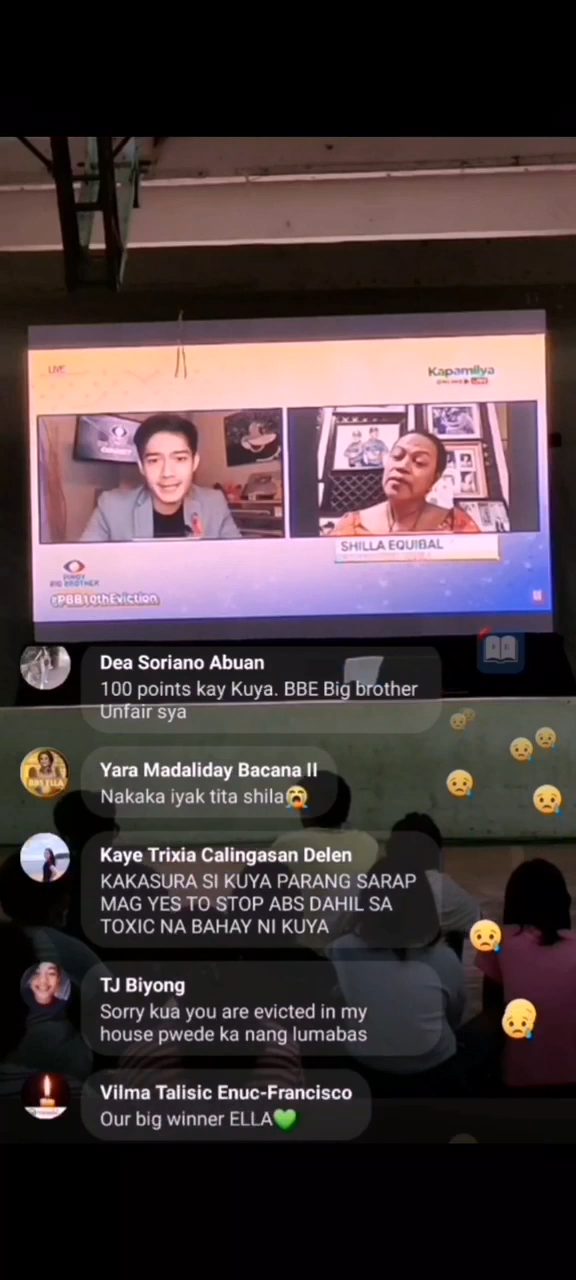 LIVE
Kapamilya
ONLINE LIVE
SHILLA EQUIBAL
PINOY
BIG BROTHER
#PBB10thEviction
Dea Soriano Abuan
100 points kay Kuya. BBE Big brother
Unfair sya
Yara Madaliday Bacana II
Nakaka iyak tita shila😭
Kaye Trixia Calingasan Delen
KAKASURA SI KUYA PARANG SARAP
MAG YES TO STOP ABS DAHIL SA
TOXIC NA BAHAY NI KUYA
TJ Biyong
Sorry kua you are evicted in my
house pwede ka nang lumabas
Vilma Talisic Enuc-Francisco
Our big winner ELLA💚